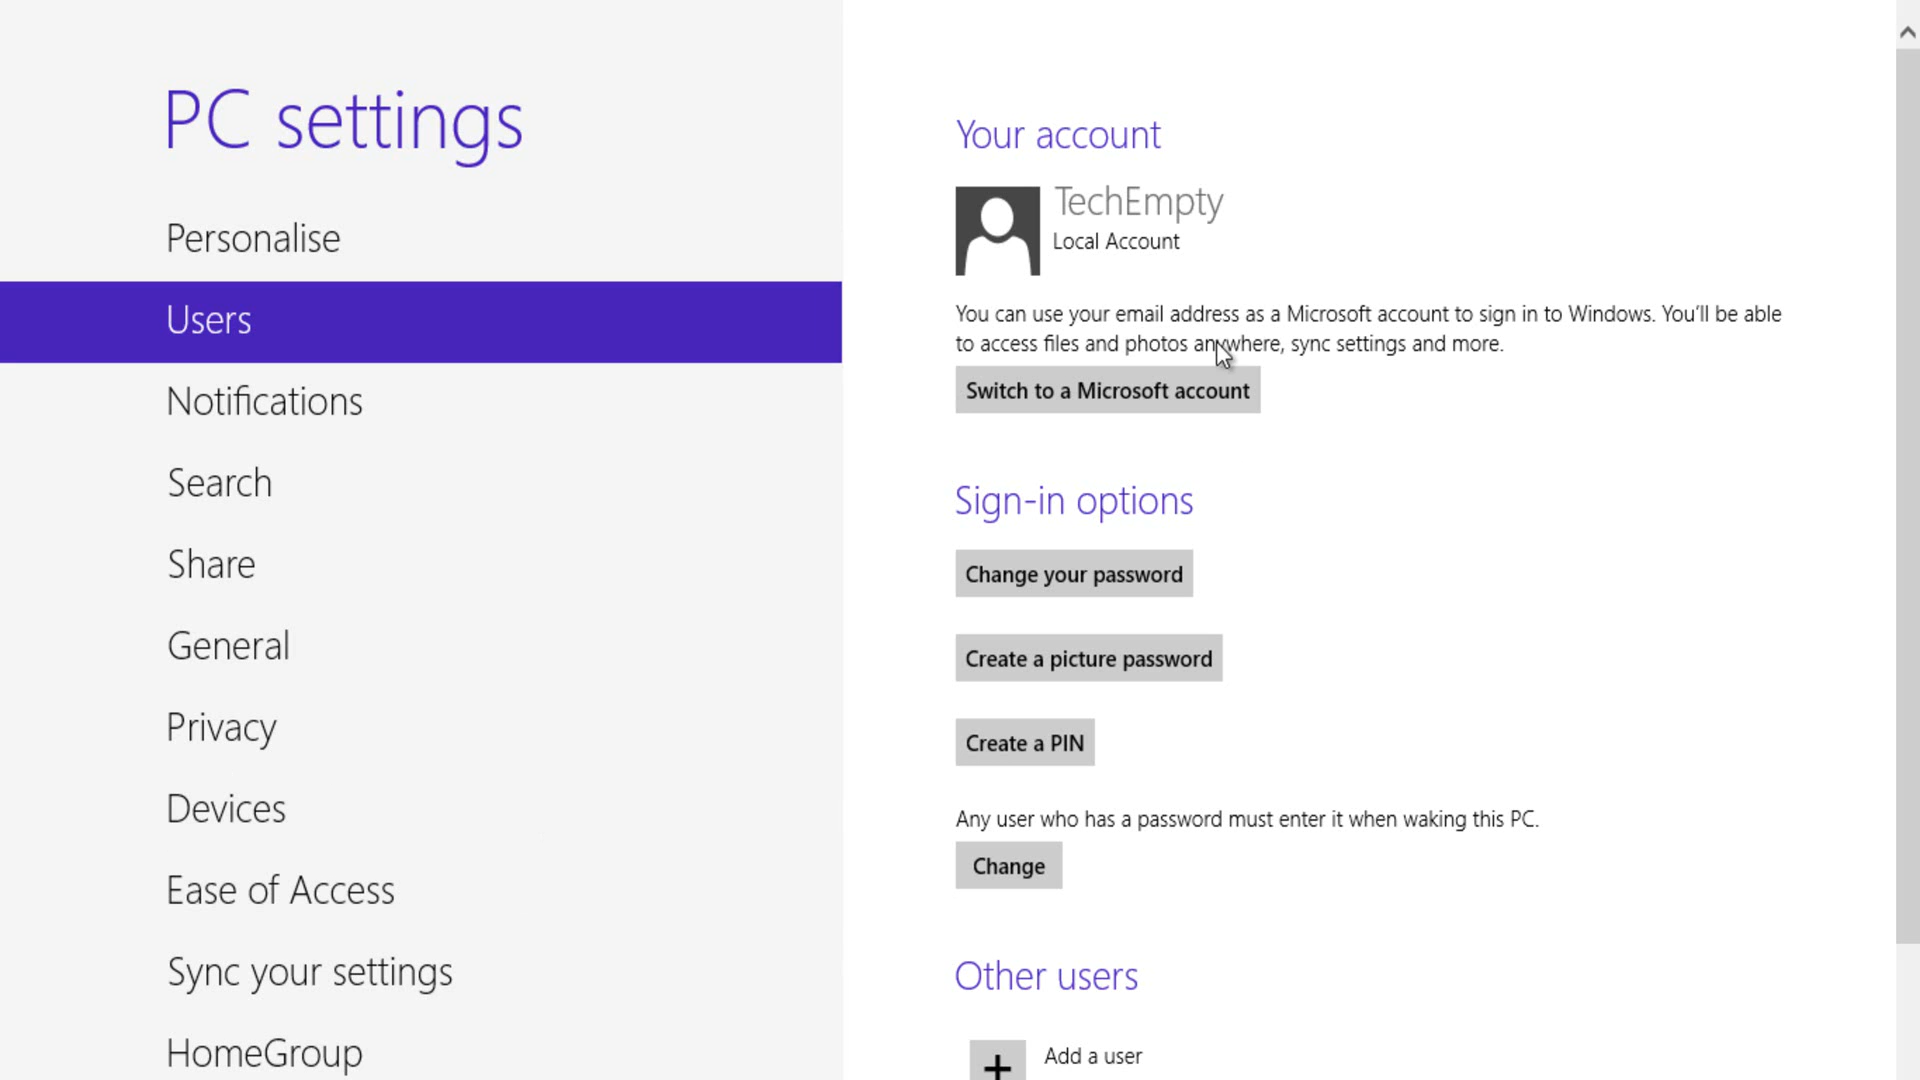 PC settings
Personalise
Users
Notifications
Search
Share
General
Privacy
Devices
Ease of Access
Sync your settings
HomeGroup
Your account
TechEmpty
Local Account
You can use your email address as a Microsoft account to sign in to Windows. You'll be able
to access files and photos anywhere, sync settings and more.
Switch to a Microsoft account
Sign-in options
Change your password
Create a picture password
Create a PIN
Any user who has a password must enter it when waking this PC.
Change
Other users
Add a user